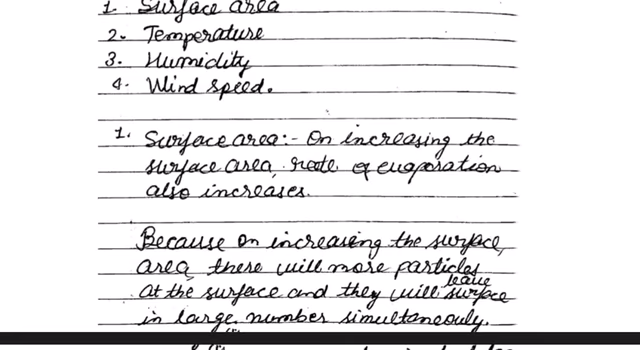 1. Surface area
2. Temperature
3. Humidity
4. Wind speed.
1. Surface area:- On increasing the
surface area, rate of evaporation
also increases.
Because on increasing the surface,
area, there will more particles
leave
at the surface and they will surface
in large number simultaneouly.